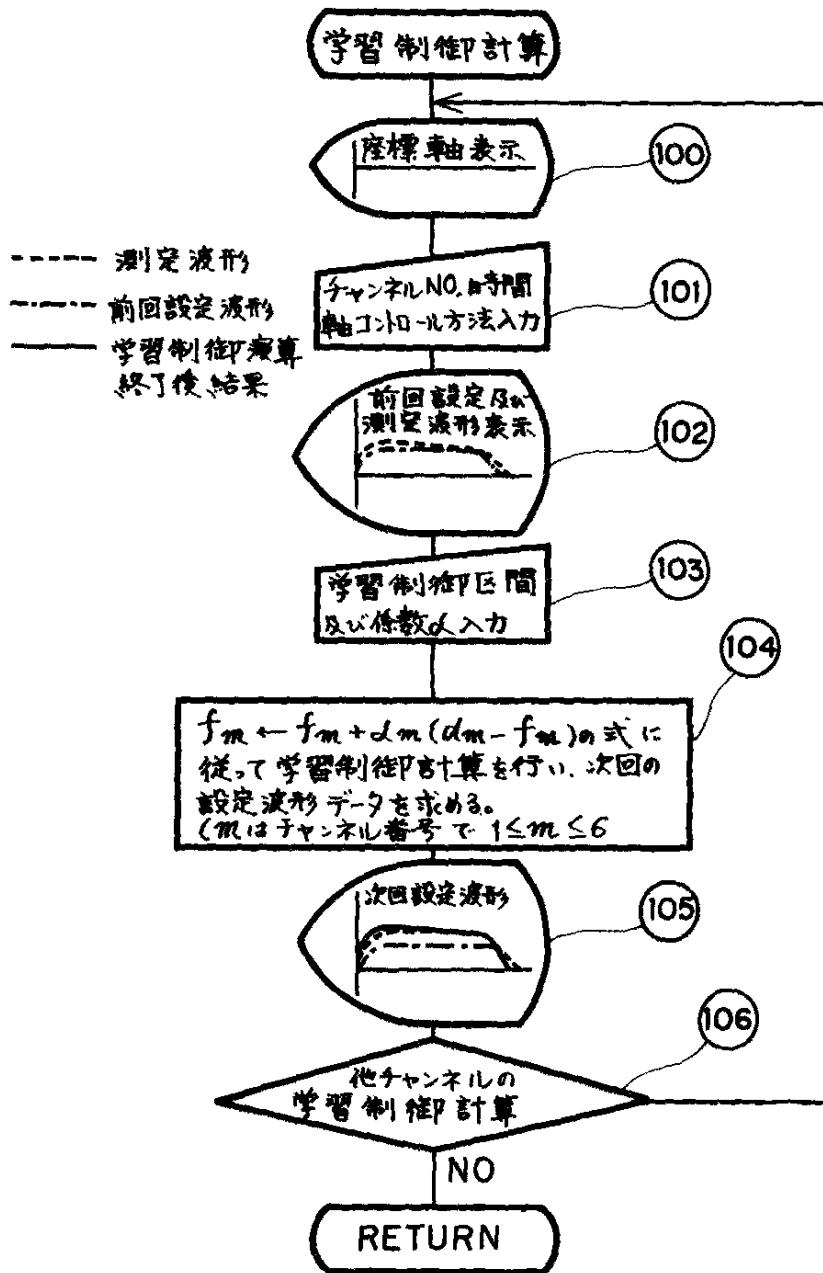 学習制御計算
座標軸表示
100
測定波形
前回設定波形
学習制御演算
終了後結果
チャンネルNO.時間
軸コントロール方法入力
101
前回設定及び
測定波形表示
102
学習制御区間
及び係数α入力
103
104
fm←fm+αm(dm-fm)の式に
従って学習制御計算を行い、次回の
設定波形データを求める。
(mはチャンネル番号で 1≤m≤6
次回設定波形
105
106
他チャンネルの
学習制御計算
NO
RETURN